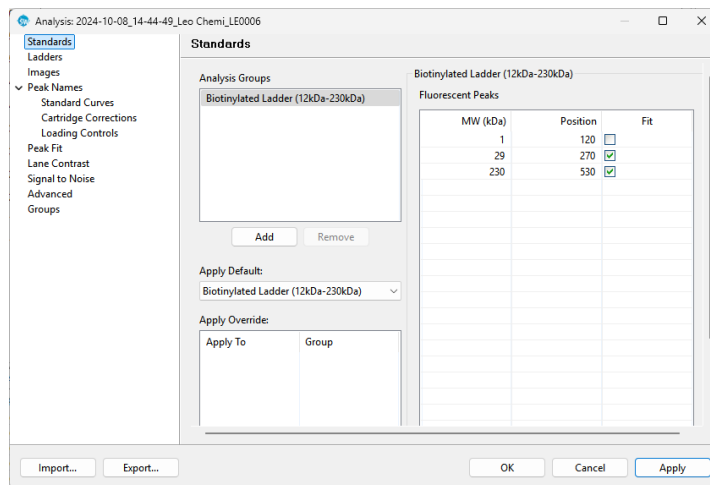 Analysis: 2024-10-08_14-44-49_Leo Chemi_LE0006
Standards
Ladders
Images
Peak Names
Standard Curves
Cartridge Corrections
Loading Controls
Peak Fit
Lane Contrast
Signal to Noise
Advanced
Groups
Standards
Analysis Groups
Biotinylated Ladder (12kDa-230kDa)
Add Remove
Apply Default:
Biotinylated Ladder (12kDa-230kDa)
Apply Override:
Apply To Group
Biotinylated Ladder (12kDa-230kDa)
Fluorescent Peaks
MW (kDa) Position Fit
1 120
29 270
230 530
Import... Export... OK Cancel Apply